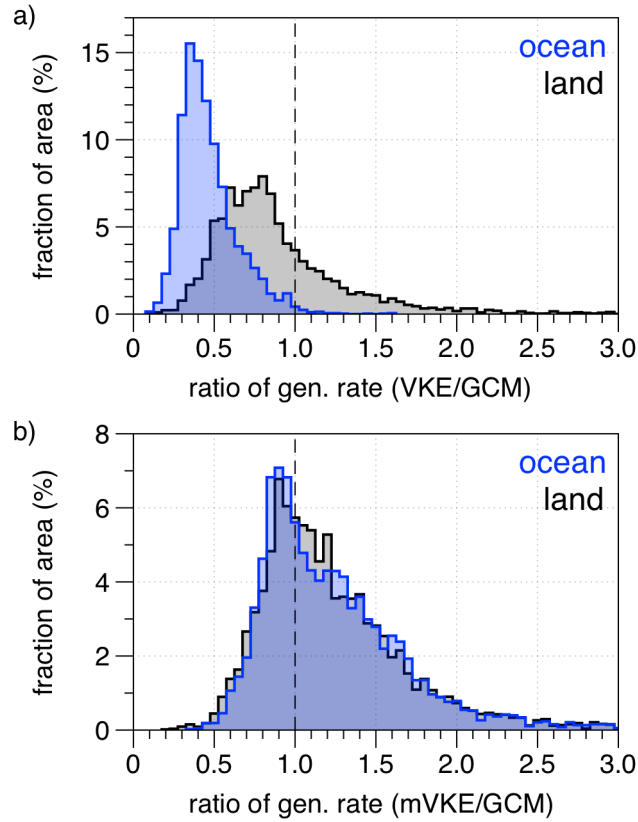 a)
ocean
land
fraction of area (%)
15
10
5
0
0 0.5 1.0 1.5 2.0 2.5 3.0
ratio of gen. rate (VKE/GCM)
b)
ocean
land
fraction of area (%)
8
6
4
2
0
0 0.5 1.0 1.5 2.0 2.5 3.0
ratio of gen. rate (mVKE/GCM)